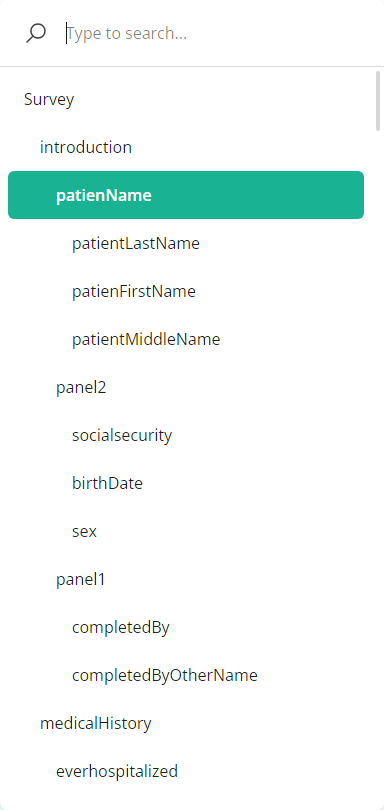 Type to search...
Survey
introduction
patienName
patientLastName
patienFirstName
patientMiddleName
panel2
socialsecurity
birthDate
sex
panel1
completedBy
completedByOtherName
medicalHistory
everhospitalized